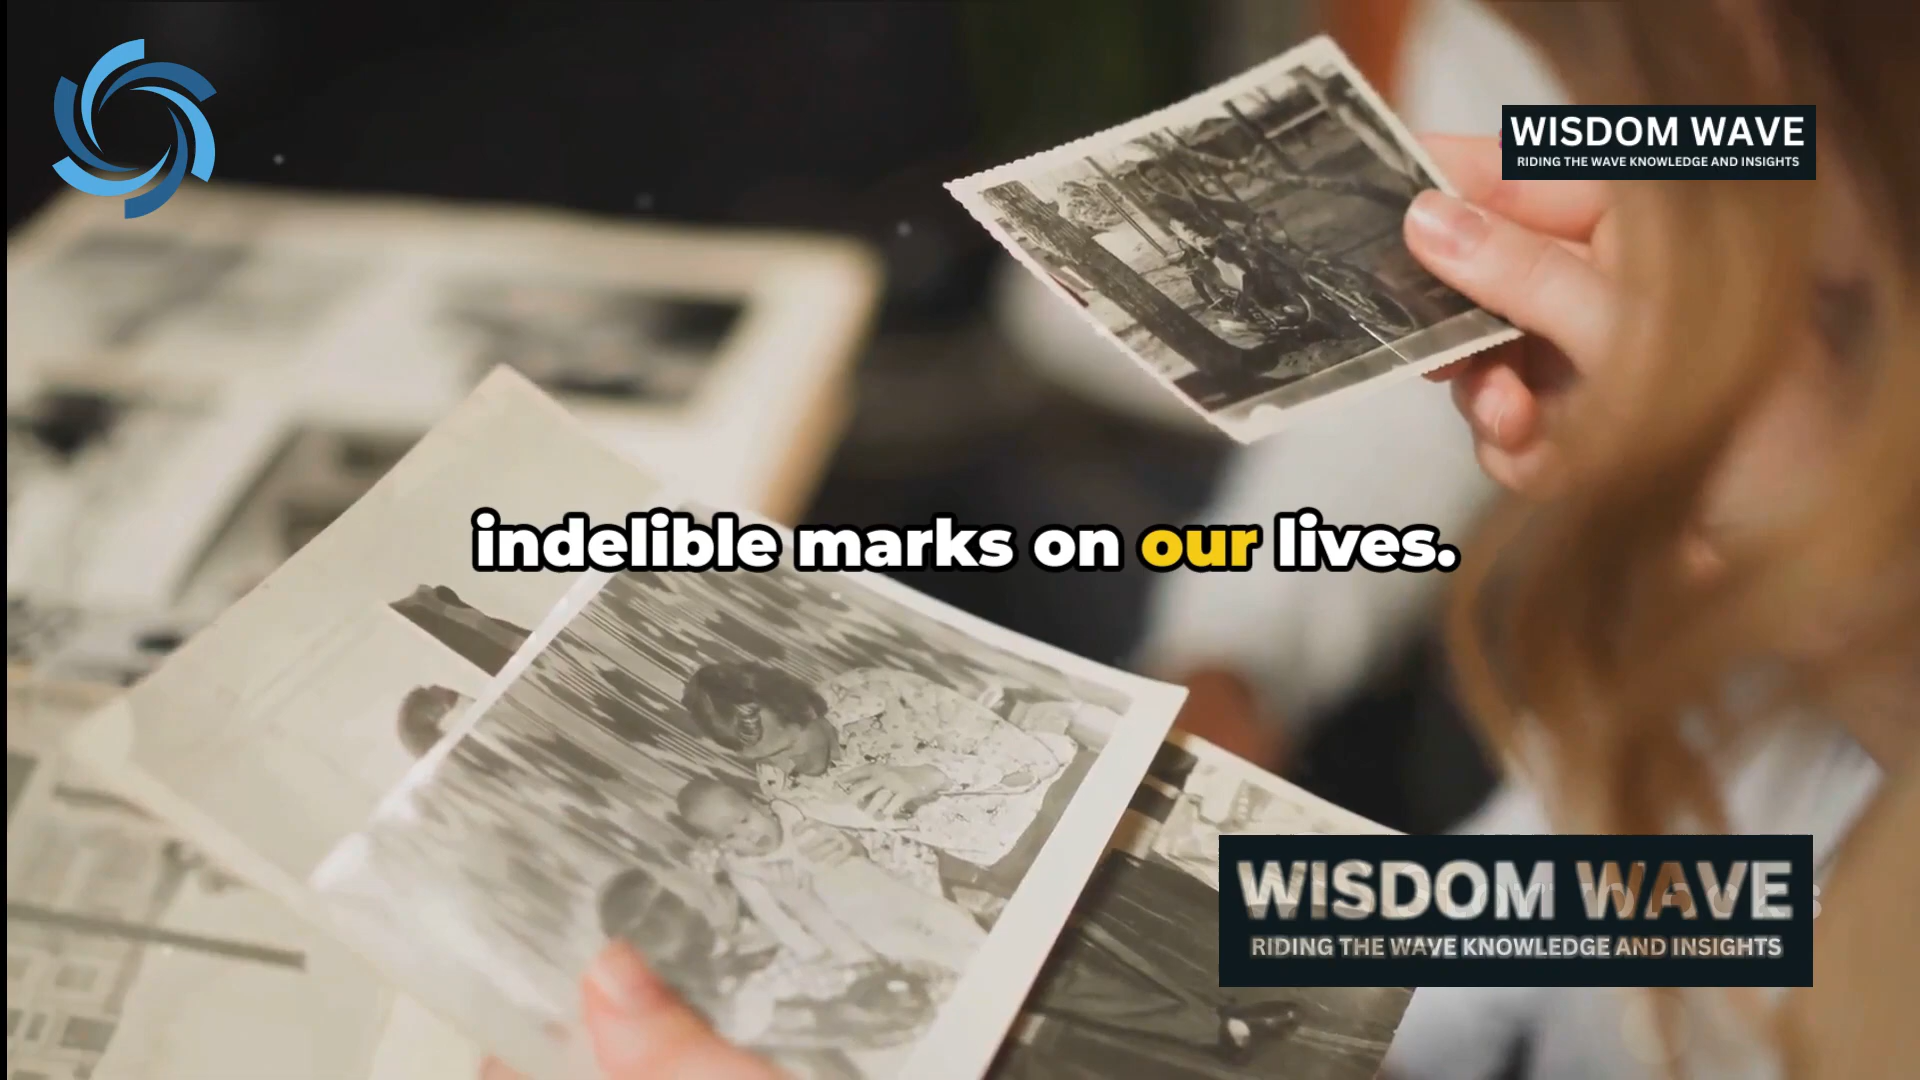 WISDOM WAVE
RIDING THE WAVE KNOWLEDGE AND INSIGHTS
indelible marks on our lives.
WISDOM WAVE
RIDING THE WAVE KNOWLEDGE AND INSIGHTS